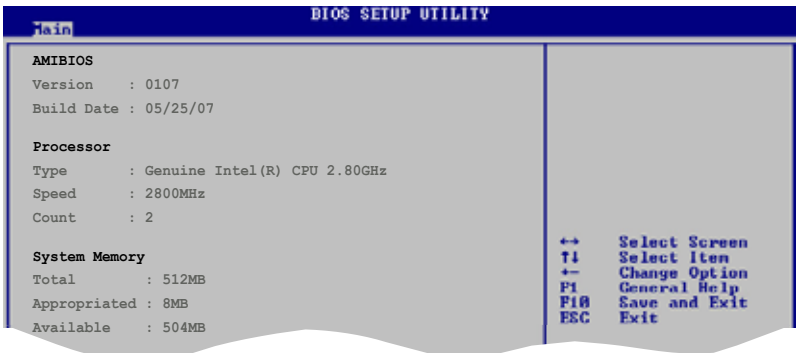 BIOS SETUP UTILITY
Main
AMIBIOS
Version : 0107
Build Date : 05/25/07
Processor
Type : Genuine Intel(R) CPU 2.80GHz
Speed : 2800MHz
Count : 2
System Memory
Total : 512MB
Appropriated : 8MB
Available : 504MB
←→ Select Screen
↑↓ Select Item
+- Change Option
F1 General Help
F10 Save and Exit
ESC Exit